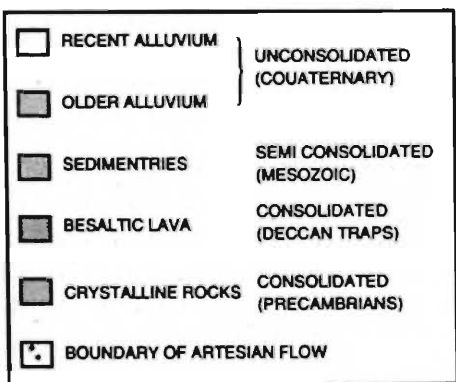 RECENT ALLUVIUM
UNCONSOLIDATED
(COUATERNARY)
OLDER ALLUVIUM
SEDIMENTRIES SEMI CONSOLIDATED
(MESOZOIC)
BESALTIC LAVA CONSOLIDATED
(DECCAN TRAPS)
CRYSTALLINE ROCKS CONSOLIDATED
(PRECAMBRIANS)
BOUNDARY OF ARTESIAN FLOW